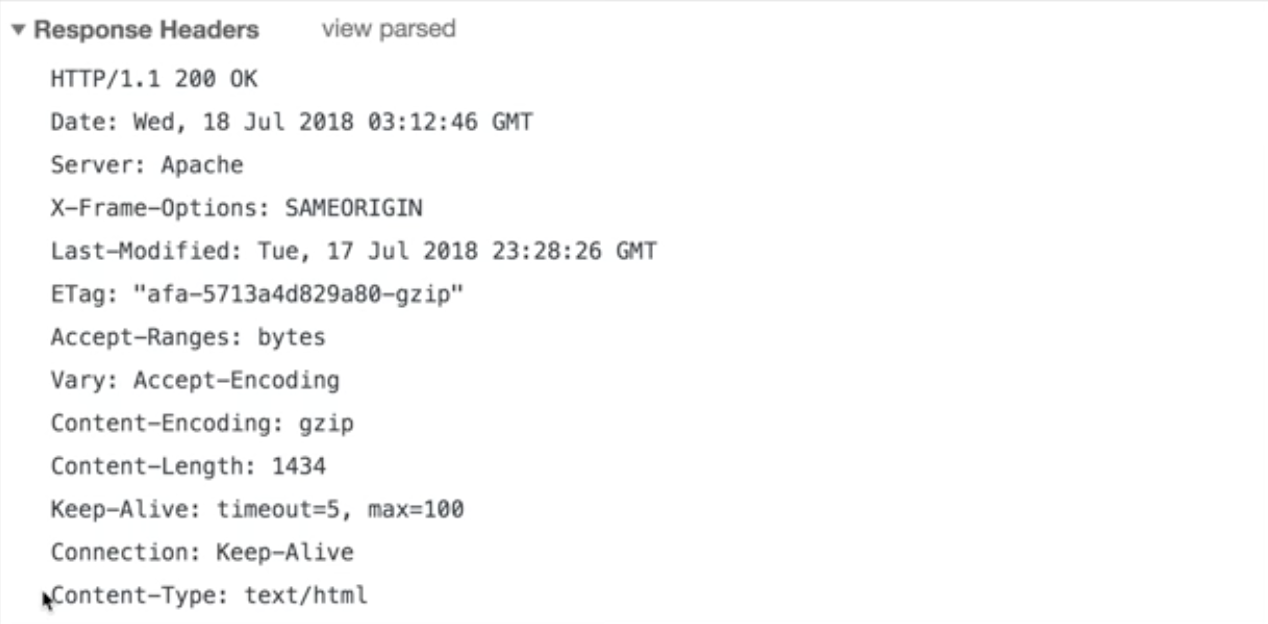 Response Headers view parsed
HTTP/1.1 200 OK
Date: Wed, 18 Jul 2018 03:12:46 GMT
Server: Apache
X-Frame-Options: SAMEORIGIN
Last-Modified: Tue, 17 Jul 2018 23:28:26 GMT
ETag: "afa-5713a4d829a80-gzip"
Accept-Ranges: bytes
Vary: Accept-Encoding
Content-Encoding: gzip
Content-Length: 1434
Keep-Alive: timeout=5, max=100
Connection: Keep-Alive
Content-Type: text/html